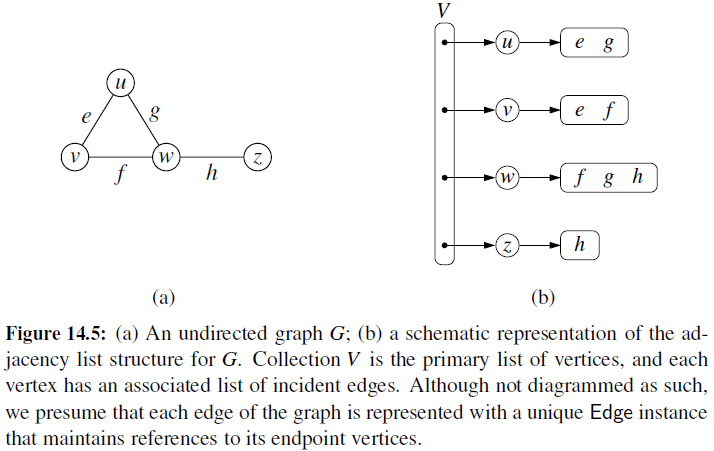 V
u
e g
v
e f
w
f g h
z
h
u
e
g
v
w
z
f
h
(a)
(b)
Figure 14.5: (a) An undirected graph G; (b) a schematic representation of the ad-
jacency list structure for G. Collection V is the primary list of vertices, and each
vertex has an associated list of incident edges. Although not diagrammed as such,
we presume that each edge of the graph is represented with a unique Edge instance
that maintains references to its endpoint vertices.